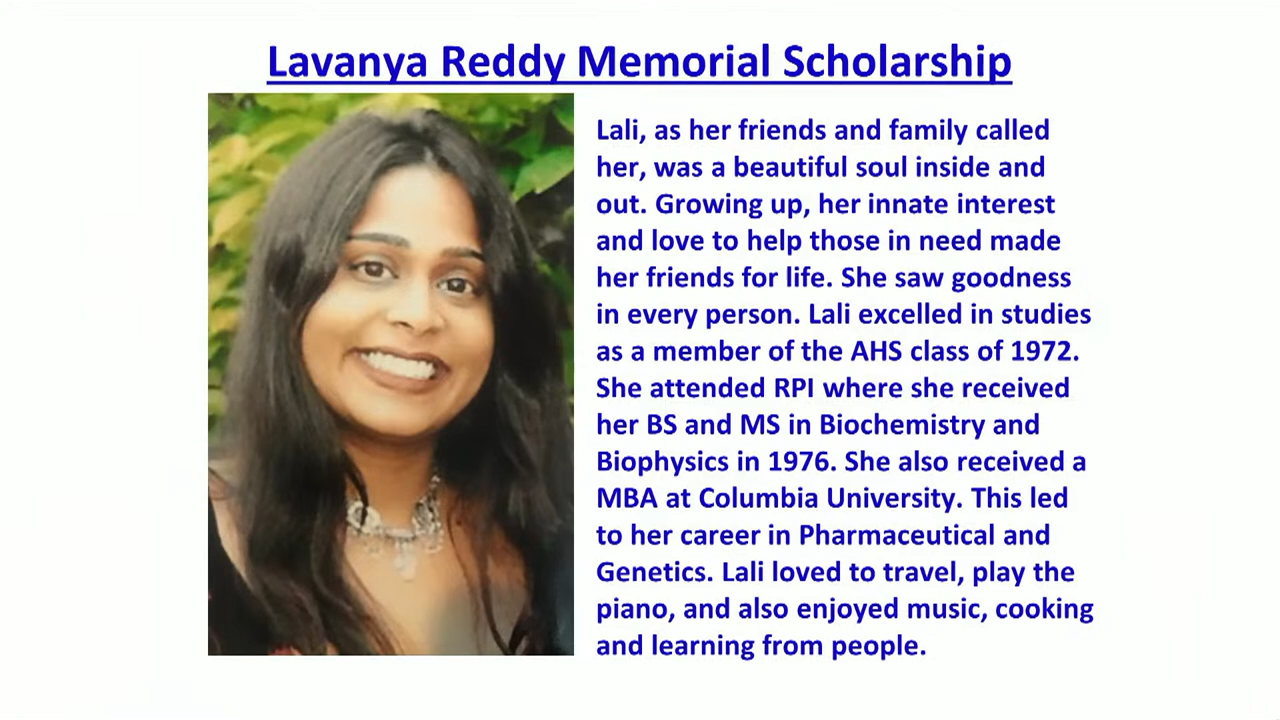 Lavanya Reddy Memorial Scholarship
Lali, as her friends and family called
her, was a beautiful soul inside and
out. Growing up, her innate interest
and love to help those in need made
her friends for life. She saw goodness
in every person. Lali excelled in studies
as a member of the AHS class of 1972.
She attended RPI where she received
her BS and MS in Biochemistry and
Biophysics in 1976. She also received a
MBA at Columbia University. This led
to her career in Pharmaceutical and
Genetics. Lali loved to travel, play the
piano, and also enjoyed music, cooking
and learning from people.